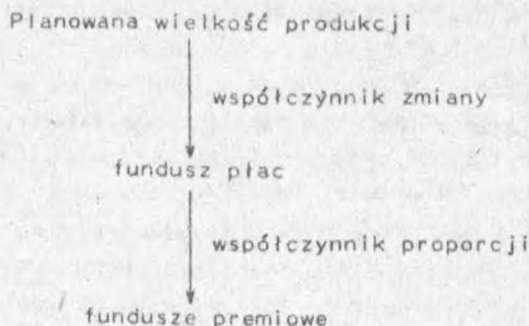 Planowana wielkość produkcji
współczynnik zmiany
fundusz płac
współczynnik proporcji
fundusze premiowe